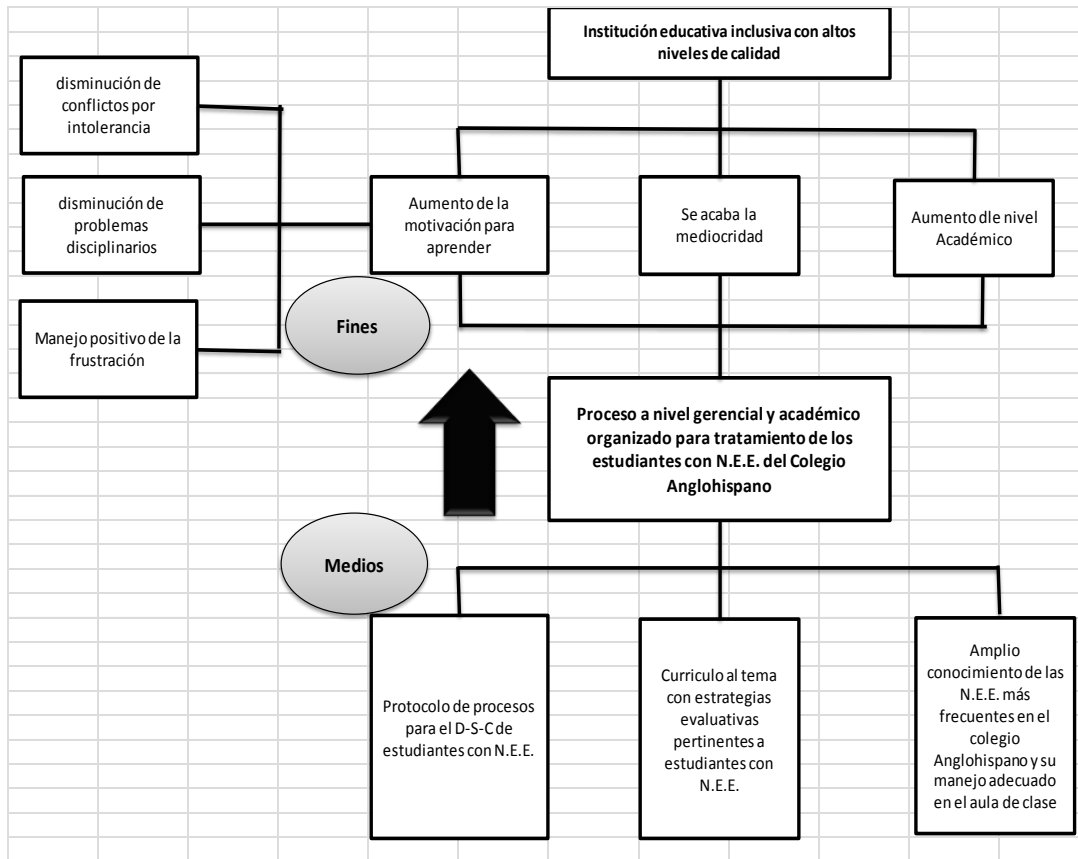 Institución educativa inclusiva con altos
niveles de calidad
disminución de
conflictos por
intolerancia
disminución de
problemas
disciplinarios
Aumento de la
motivación para
aprender
Se acaba la
mediocridad
Aumento dle nivel
Académico
Manejo positivo de la
frustración
Fines
Proceso a nivel gerencial y académico
organizado para tratamiento de los
estudiantes con N.E.E. del Colegio
Anglohispano
Medios
Protocolo de procesos
para el D-S-C de
estudiantes con N.E.E.
Curriculo al tema
con estrategias
evaluativas
pertinentes a
estudiantes con
N.E.E.
Amplio
conocimiento de las
N.E.E. más
frecuentes en el
colegio
Anglohispano y su
manejo adecuado
en el aula de clase